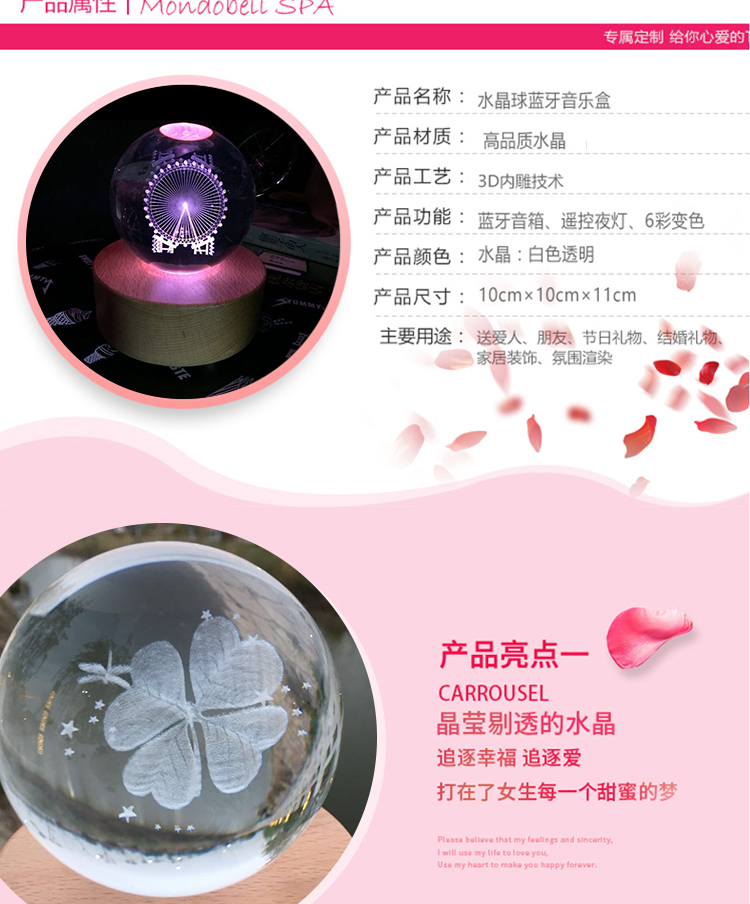 产品属性 | Mondobell SPA
专属定制 给你心爱的T
产品名称： 水晶球蓝牙音乐盒
产品材质： 高品质水晶
产品工艺： 3D内雕技术
产品功能： 蓝牙音箱、遥控夜灯、6彩变色
产品颜色： 水晶：白色透明
产品尺寸： 10cm×10cm×11cm
主要用途： 送爱人、朋友、节日礼物、结婚礼物、
家居装饰、氛围渲染
产品亮点一
CARROUSEL
晶莹剔透的水晶
追逐幸福 追逐爱
打在了女生每一个甜蜜的梦
Please believe that my feelings and sincerity,
I will use my life to love you,
Use my heart to make you happy forever.